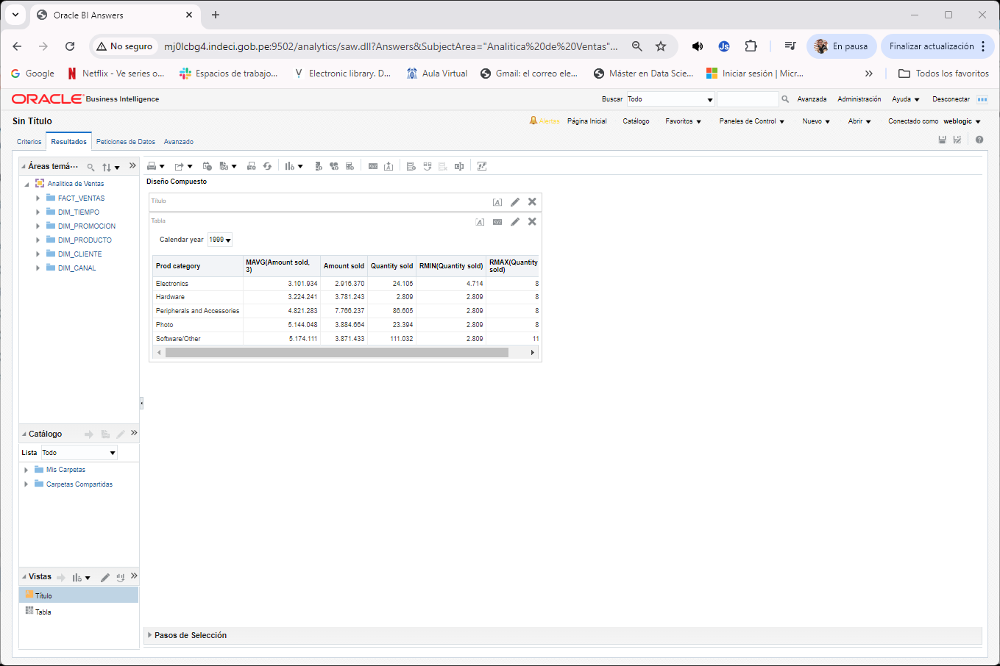 Oracle BI Answers
No seguro
mj0lcbg4.indeci.gob.pe:9502/analytics/saw.dll?Answers&SubjectArea="Analitica%20de%20Ventas"...
En pausa
Finalizar actualización
Google
Netflix - Ve series o...
Espacios de trabajo...
Electronic library. D...
Aula Virtual
Gmail: el correo ele...
Máster en Data Scie...
Iniciar sesión | Micr...
Todos los favoritos
ORACLE Business Intelligence
Buscar Todo
Avanzada
Administración
Ayuda
Desconectar
Sin Título
Alertas
Página Inicial
Catálogo
Favoritos
Paneles de Control
Nuevo
Abrir
Conectado como weblogic
Criterios
Resultados
Peticiones de Datos
Avanzado
Áreas temá...
Analitica de Ventas
FACT_VENTAS
DIM_TIEMPO
DIM_PROMOCION
DIM_PRODUCTO
DIM_CLIENTE
DIM_CANAL
Diseño Compuesto
Título
Tabla
Calendar year 1999
Prod category MAVG(Amount sold, 3) Amount sold Quantity sold RMIN(Quantity sold) RMAX(Quantity sold)
Electronics 3.101.934 2.916.370 24.105 4.714 8
Hardware 3.224.241 3.781.243 2.809 2.809 8
Peripherals and Accessories 4.821.283 7.766.237 86.605 2.809 8
Photo 5.144.048 3.884.664 23.394 2.809 8
Software/Other 5.174.111 3.871.433 111.032 2.809 11
Catálogo
Lista Todo
Mis Carpetas
Carpetas Compartidas
Vistas
Título
Tabla
Pasos de Selección